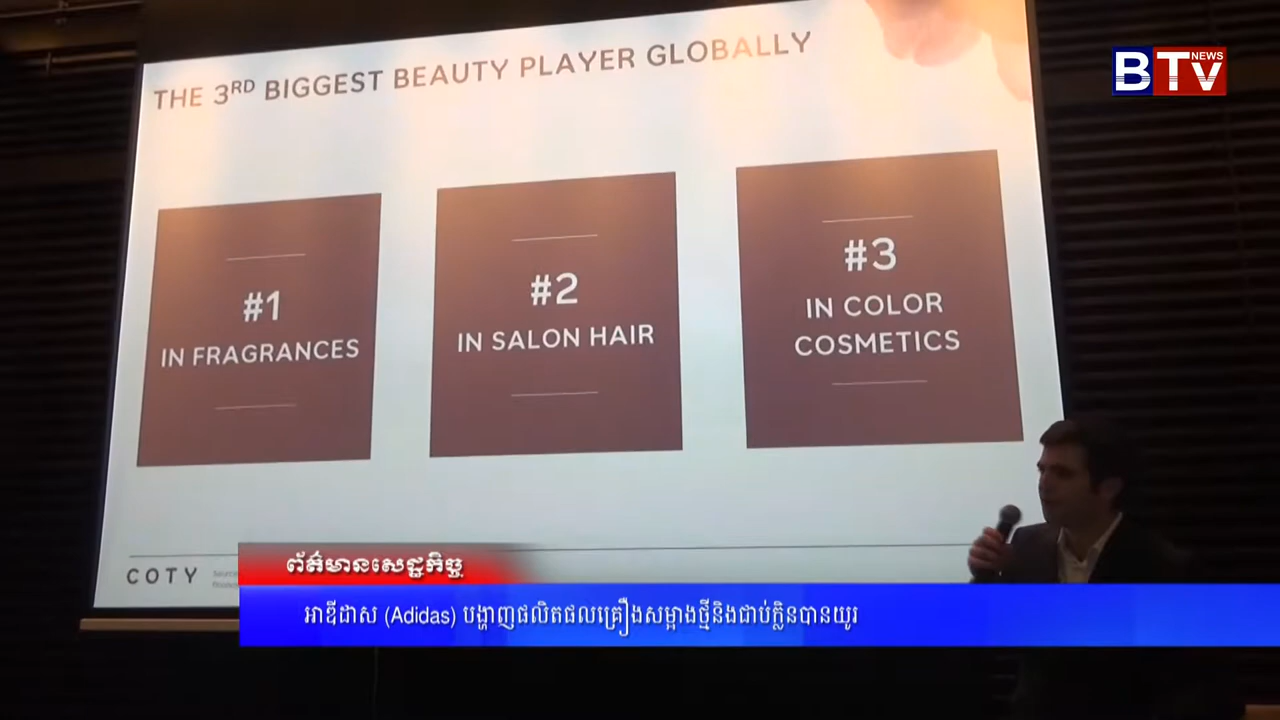 THE 3RD BIGGEST BEAUTY PLAYER GLOBALLY
BTV NEWS
#1
IN FRAGRANCES
#2
IN SALON HAIR
#3
IN COLOR
COSMETICS
COTY
ព័ត៌មានសេដ្ឋកិច្ច
អាឌីដាស (Adidas) បង្ហាញផលិតផលគ្រឿងសម្អាងថ្មីនិងជាប់ក្លិនបានយូរ